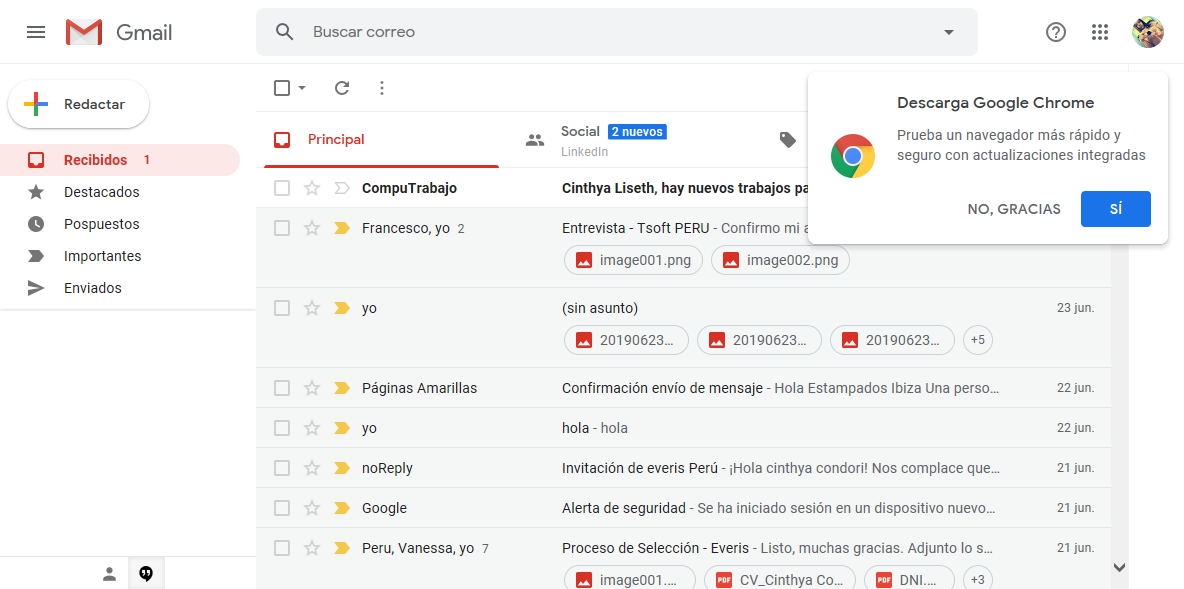 Gmail
Buscar correo
Redactar
Recibidos 1
Destacados
Pospuestos
Importantes
Enviados
Principal
Social 2 nuevos
LinkedIn
Descarga Google Chrome
Prueba un navegador más rápido y
seguro con actualizaciones integradas
NO, GRACIAS SÍ
CompuTrabajo Cinthya Liseth, hay nuevos trabajos pa
Francesco, yo 2 Entrevista - Tsoft PERU - Confirmo mi a
image001.png image002.png
yo (sin asunto) 23 jun.
20190623... 20190623... 20190623... +5
Páginas Amarillas Confirmación envío de mensaje - Hola Estampados Ibiza Una perso... 22 jun.
yo hola - hola 22 jun.
noReply Invitación de everis Perú - ¡Hola cinthya condori! Nos complace que... 21 jun.
Google Alerta de seguridad - Se ha iniciado sesión en un dispositivo nuevo... 21 jun.
Peru, Vanessa, yo 7 Proceso de Selección - Everis - Listo, muchas gracias. Adjunto lo s... 21 jun.
image001.... PDF CV_Cinthya Co... PDF DNI.... +3